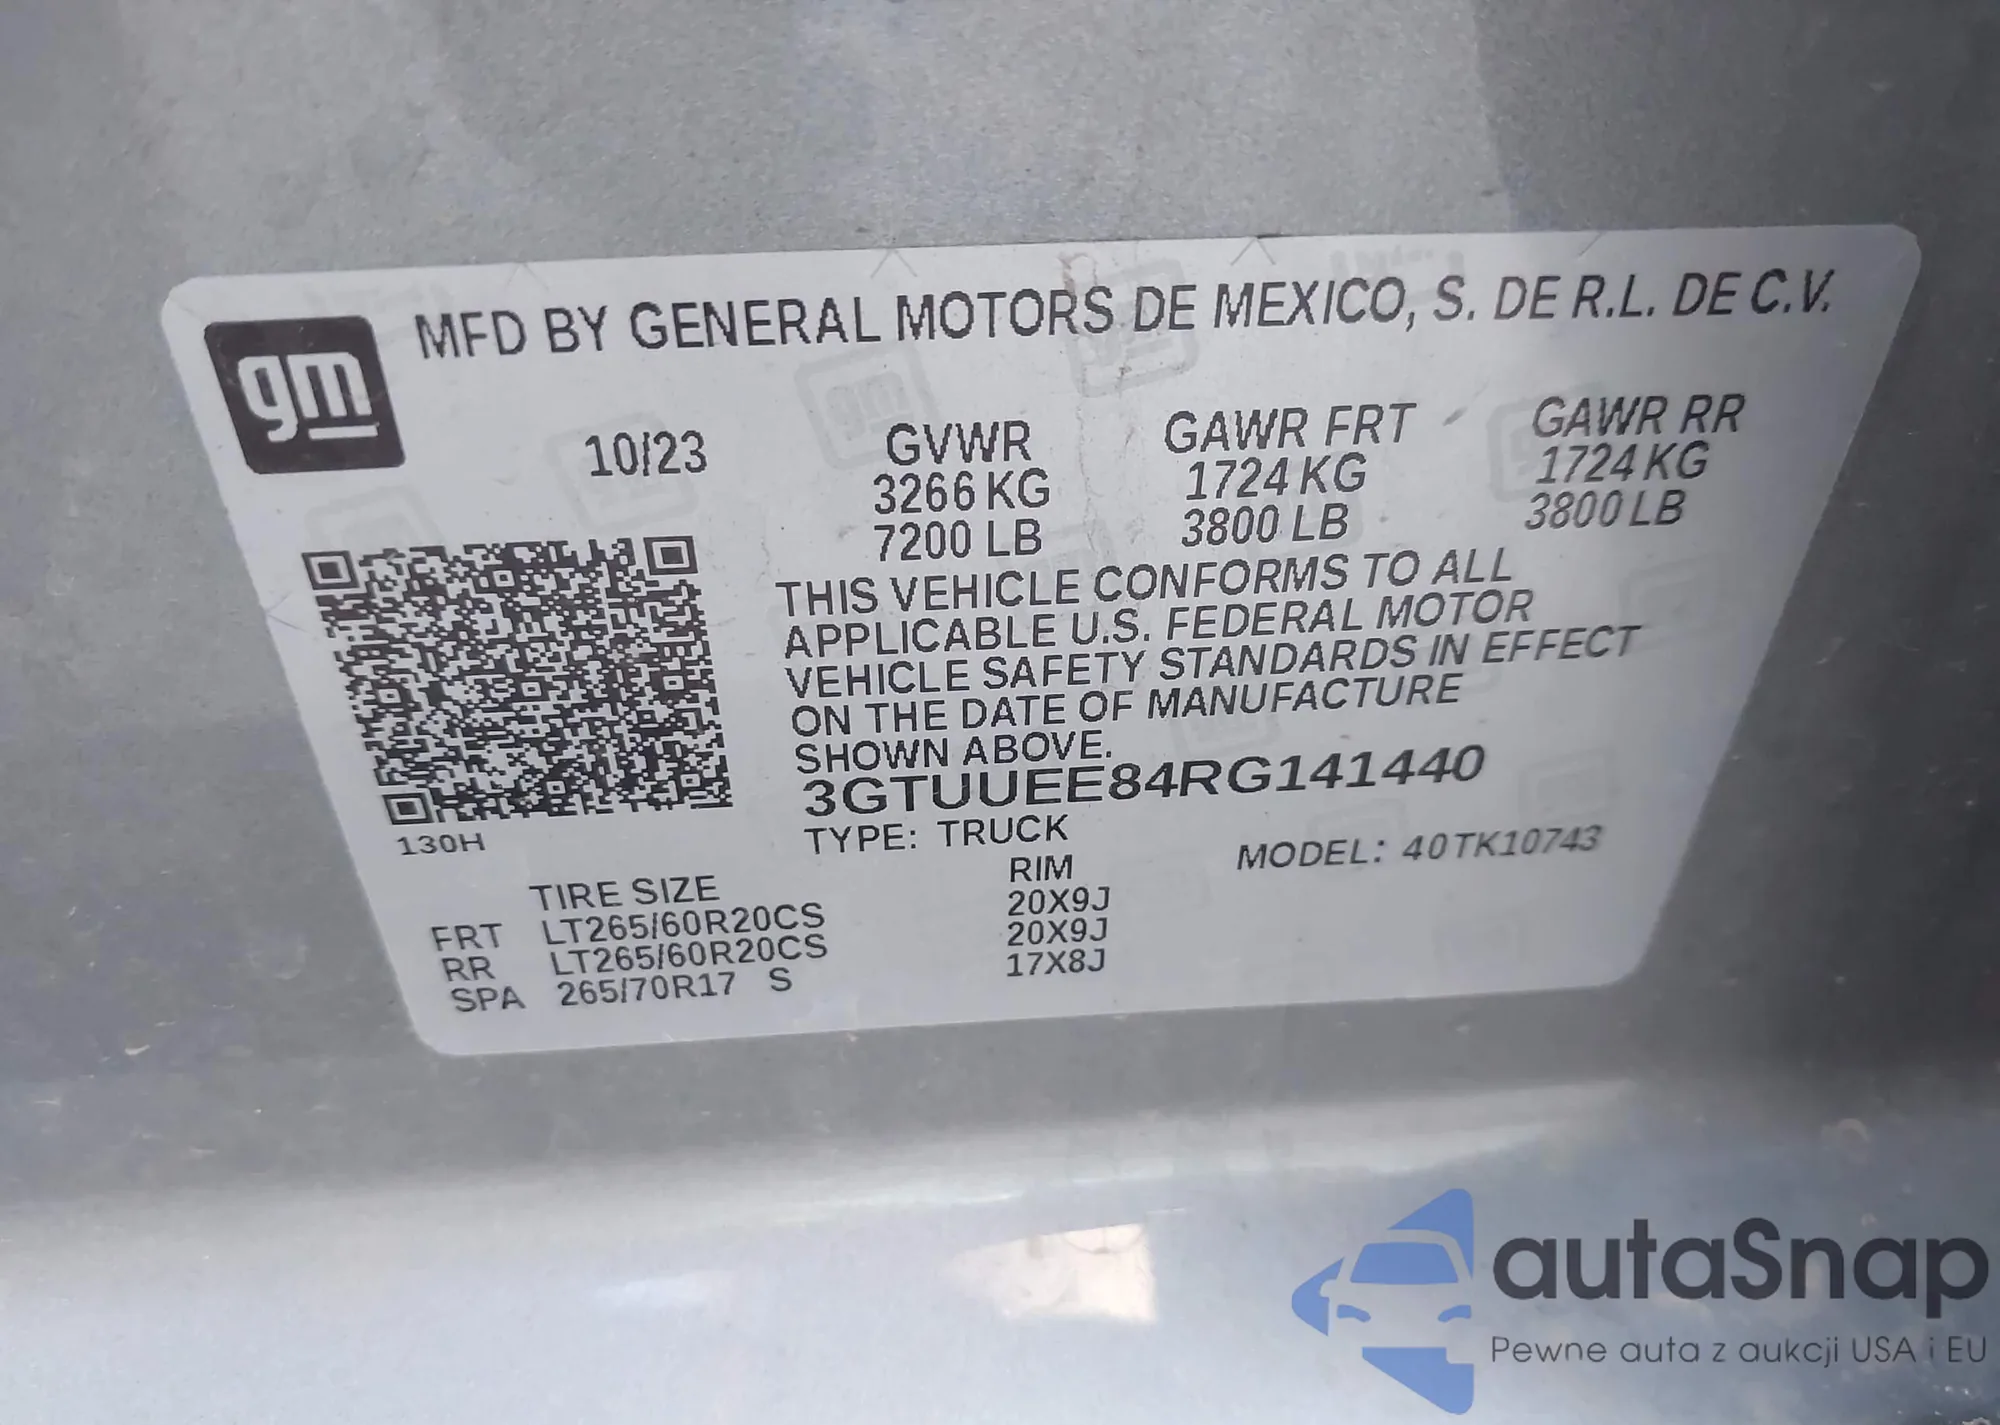 gm
MFD BY GENERAL MOTORS DE MEXICO, S. DE R.L. DE C.V.
10/23 GVWR GAWR FRT GAWR RR
3266 KG 1724 KG 1724 KG
7200 LB 3800 LB 3800 LB
THIS VEHICLE CONFORMS TO ALL
APPLICABLE U.S. FEDERAL MOTOR
VEHICLE SAFETY STANDARDS IN EFFECT
ON THE DATE OF MANUFACTURE
SHOWN ABOVE.
3GTUUEE84RG141440
130H
TYPE: TRUCK MODEL: 40TK10743
TIRE SIZE RIM
FRT LT265/60R20CS 20X9J
RR LT265/60R20CS 20X9J
SPA 265/70R17 S 17X8J
autaSnap
Pewne auta z aukcji USA i EU